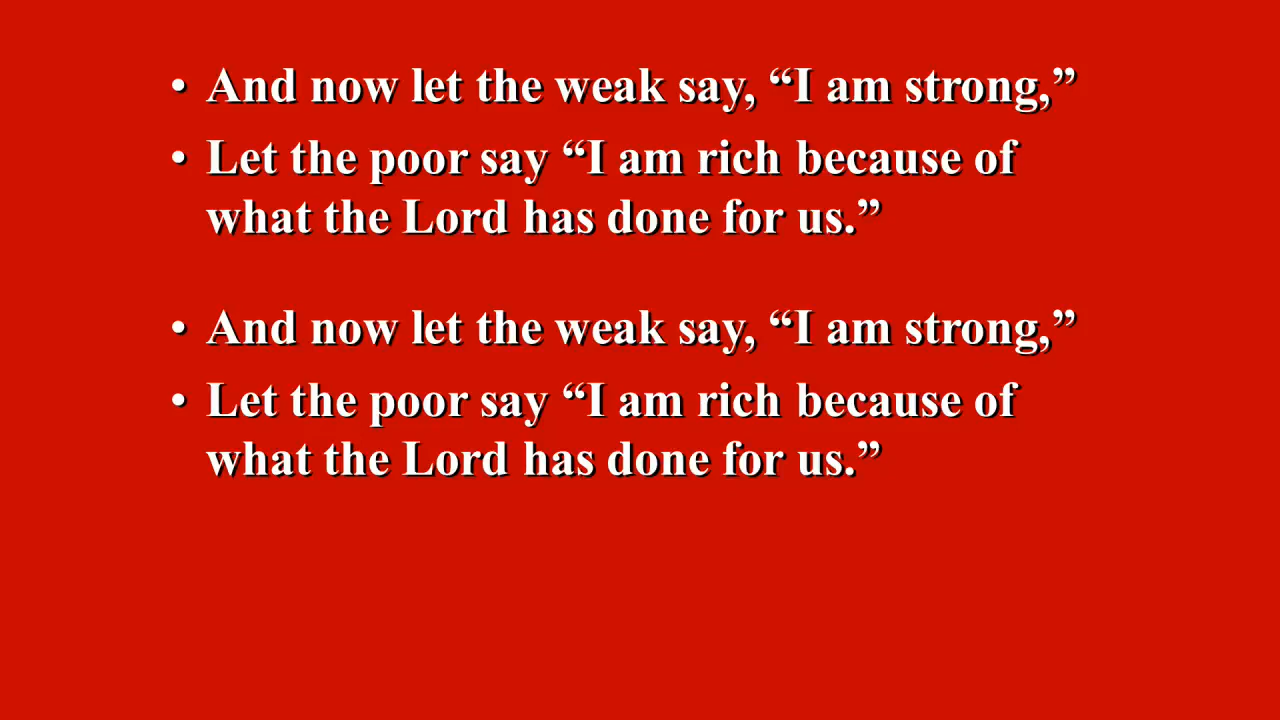 • And now let the weak say, “I am strong,”
• Let the poor say “I am rich because of
what the Lord has done for us.”
• And now let the weak say, “I am strong,”
• Let the poor say “I am rich because of
what the Lord has done for us.”